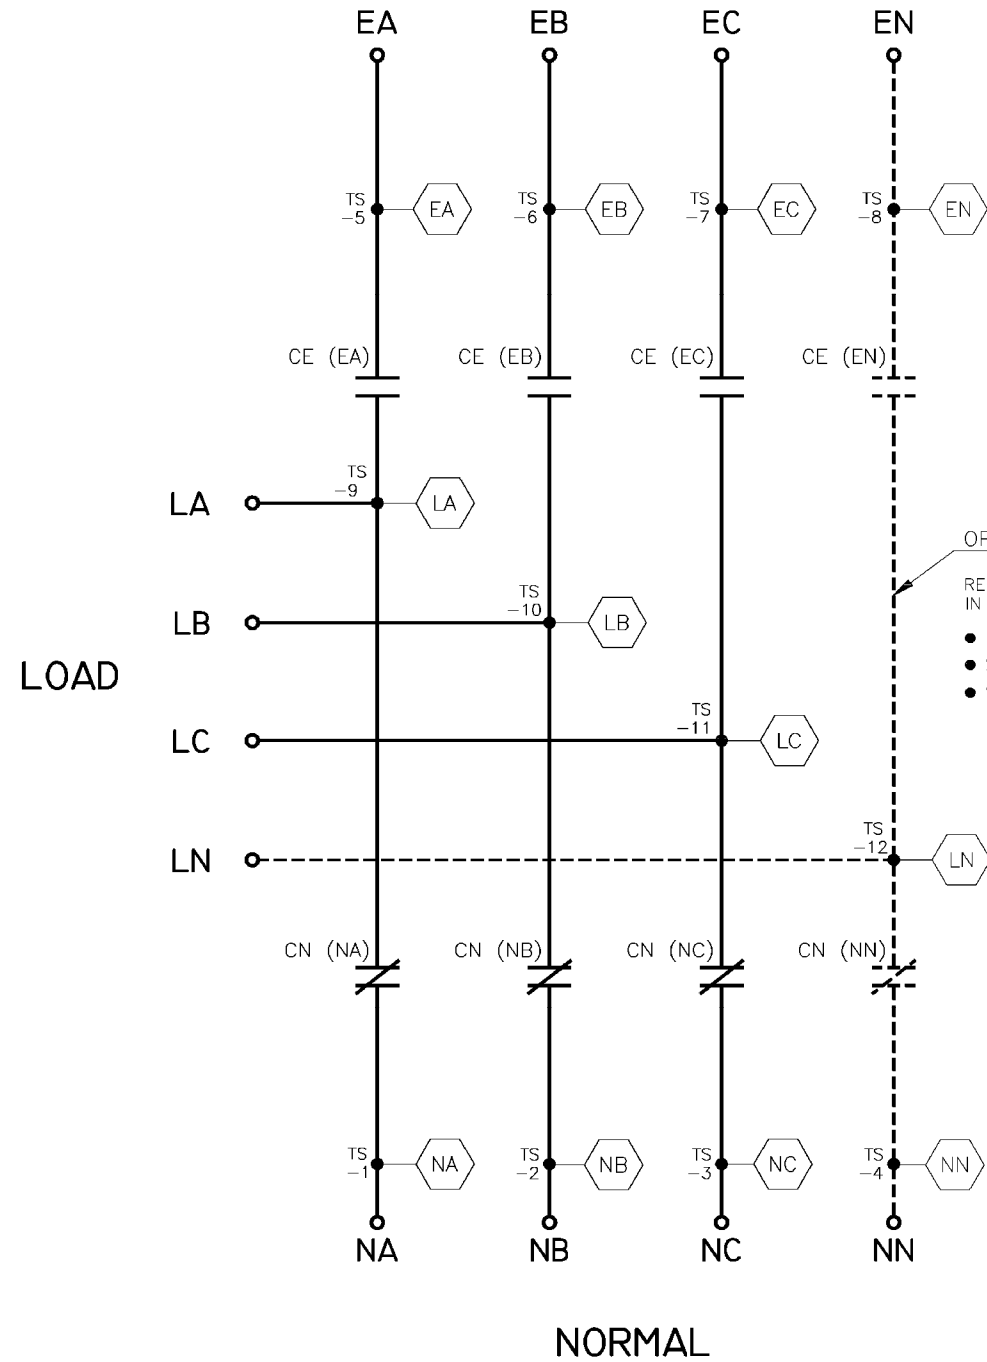 EA EB EC EN
TS -5 EA TS -6 EB TS -7 EC TS -8 EN
CE (EA) CE (EB) CE (EC) CE (EN)
TS -9 LA
LA
RE
IN
TS -10 LB
LB
LOAD
TS -11 LC
LC
TS -12 LN
LN
CN (NA) CN (NB) CN (NC) CN (NN)
TS -1 NA TS -2 NB TS -3 NC TS -4 NN
NA NB NC NN
NORMAL